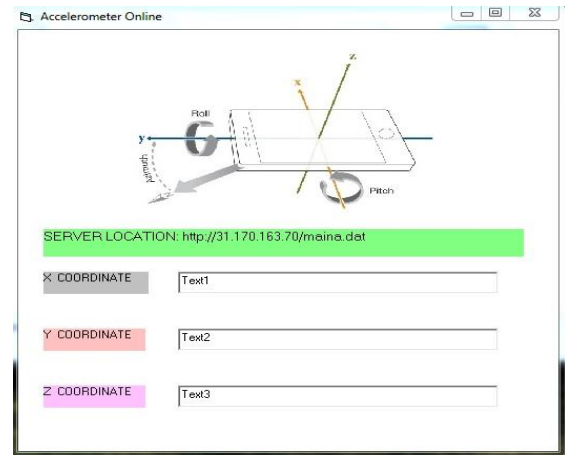 Accelerometer Online
z
x
Roll
y
Azimuth
Pitch
SERVER LOCATION: http://31.170.163.70/maina.dat
X COORDINATE
Text1
Y COORDINATE
Text2
Z COORDINATE
Text3